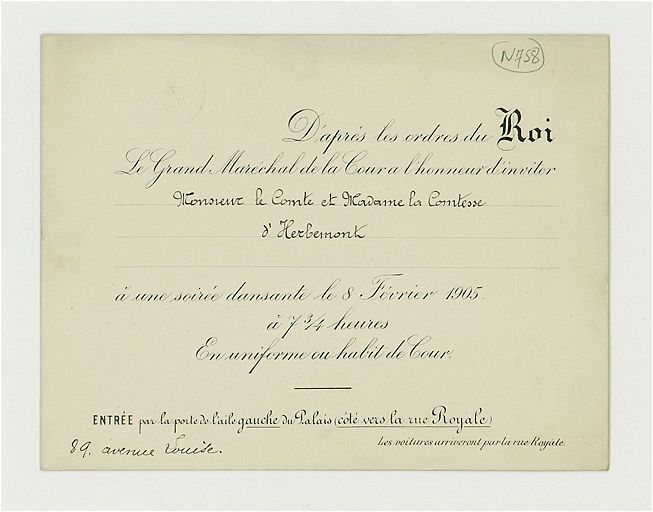 N758
D'après les ordres du Roi
Le Grand Maréchal de la Cour a l'honneur d'inviter
Monsieur le Comte et Madame la Comtesse
d'Herbemont
à une soirée dansante le 8 Février 1905.
à 7 3/4 heures
En uniforme ou habit de Cour.
ENTRÉE par la porte de l'aile gauche du Palais (côté vers la rue Royale)
89. avenue Louise.
Les voitures arriveront par la rue Royale.